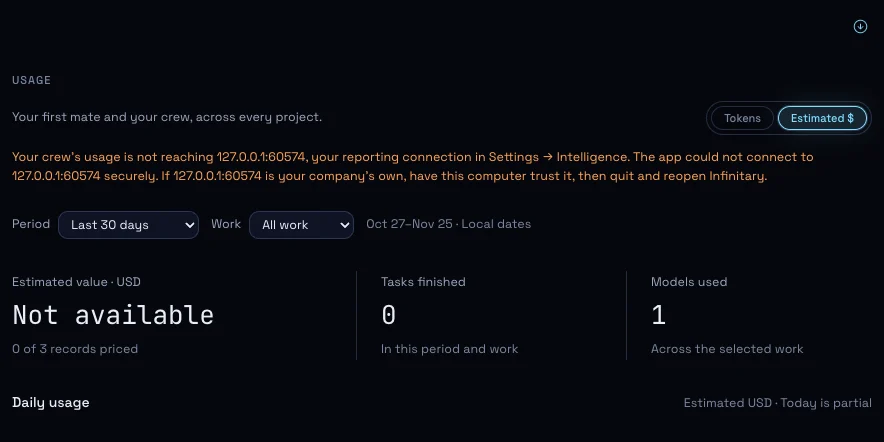 USAGE
Your first mate and your crew, across every project.
Tokens
Estimated $
Your crew's usage is not reaching 127.0.0.1:60574, your reporting connection in Settings → Intelligence. The app could not connect to
127.0.0.1:60574 securely. If 127.0.0.1:60574 is your company's own, have this computer trust it, then quit and reopen Infinitary.
Period
Last 30 days
Work
All work
Oct 27–Nov 25 · Local dates
Estimated value · USD
Not available
0 of 3 records priced
Tasks finished
0
In this period and work
Models used
1
Across the selected work
Daily usage
Estimated USD · Today is partial